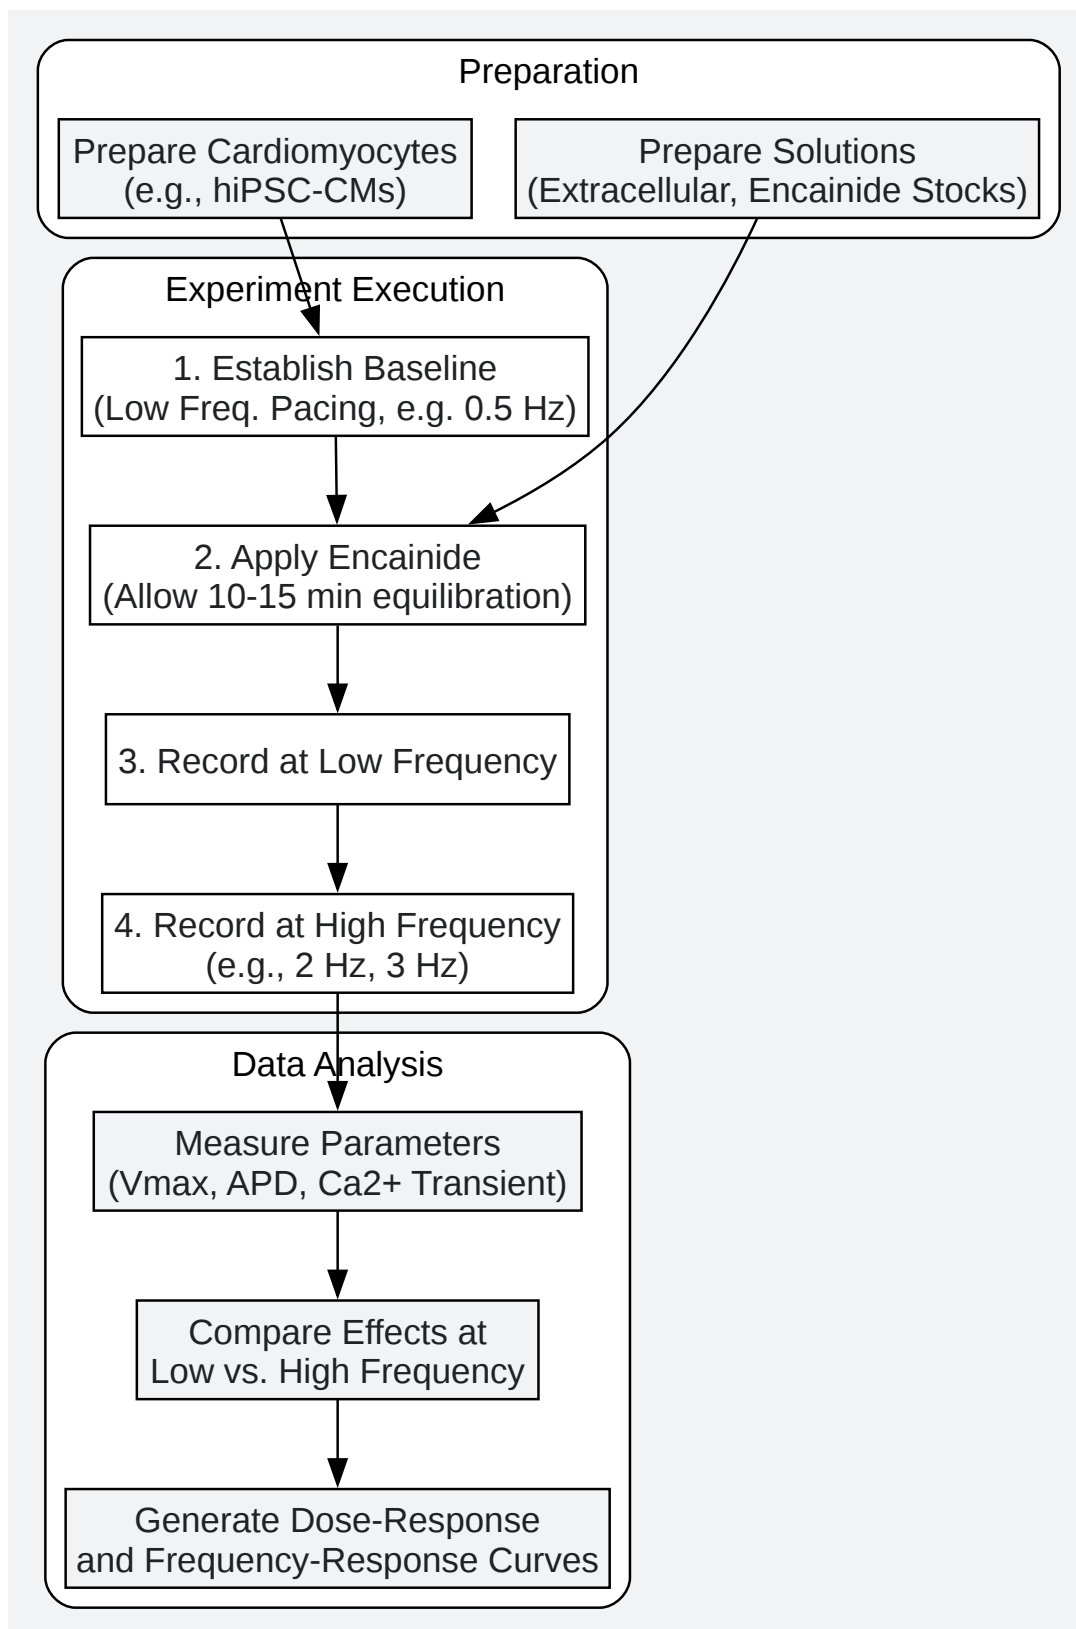 Preparation
Prepare Cardiomyocytes
(e.g., hiPSC-CMs)
Prepare Solutions
(Extracellular, Encainide Stocks)
Experiment Execution
1. Establish Baseline
(Low Freq. Pacing, e.g. 0.5 Hz)
2. Apply Encainide
(Allow 10-15 min equilibration)
3. Record at Low Frequency
4. Record at High Frequency
(e.g., 2 Hz, 3 Hz)
Data Analysis
Measure Parameters
(Vmax, APD, Ca2+ Transient)
Compare Effects at
Low vs. High Frequency
Generate Dose-Response
and Frequency-Response Curves